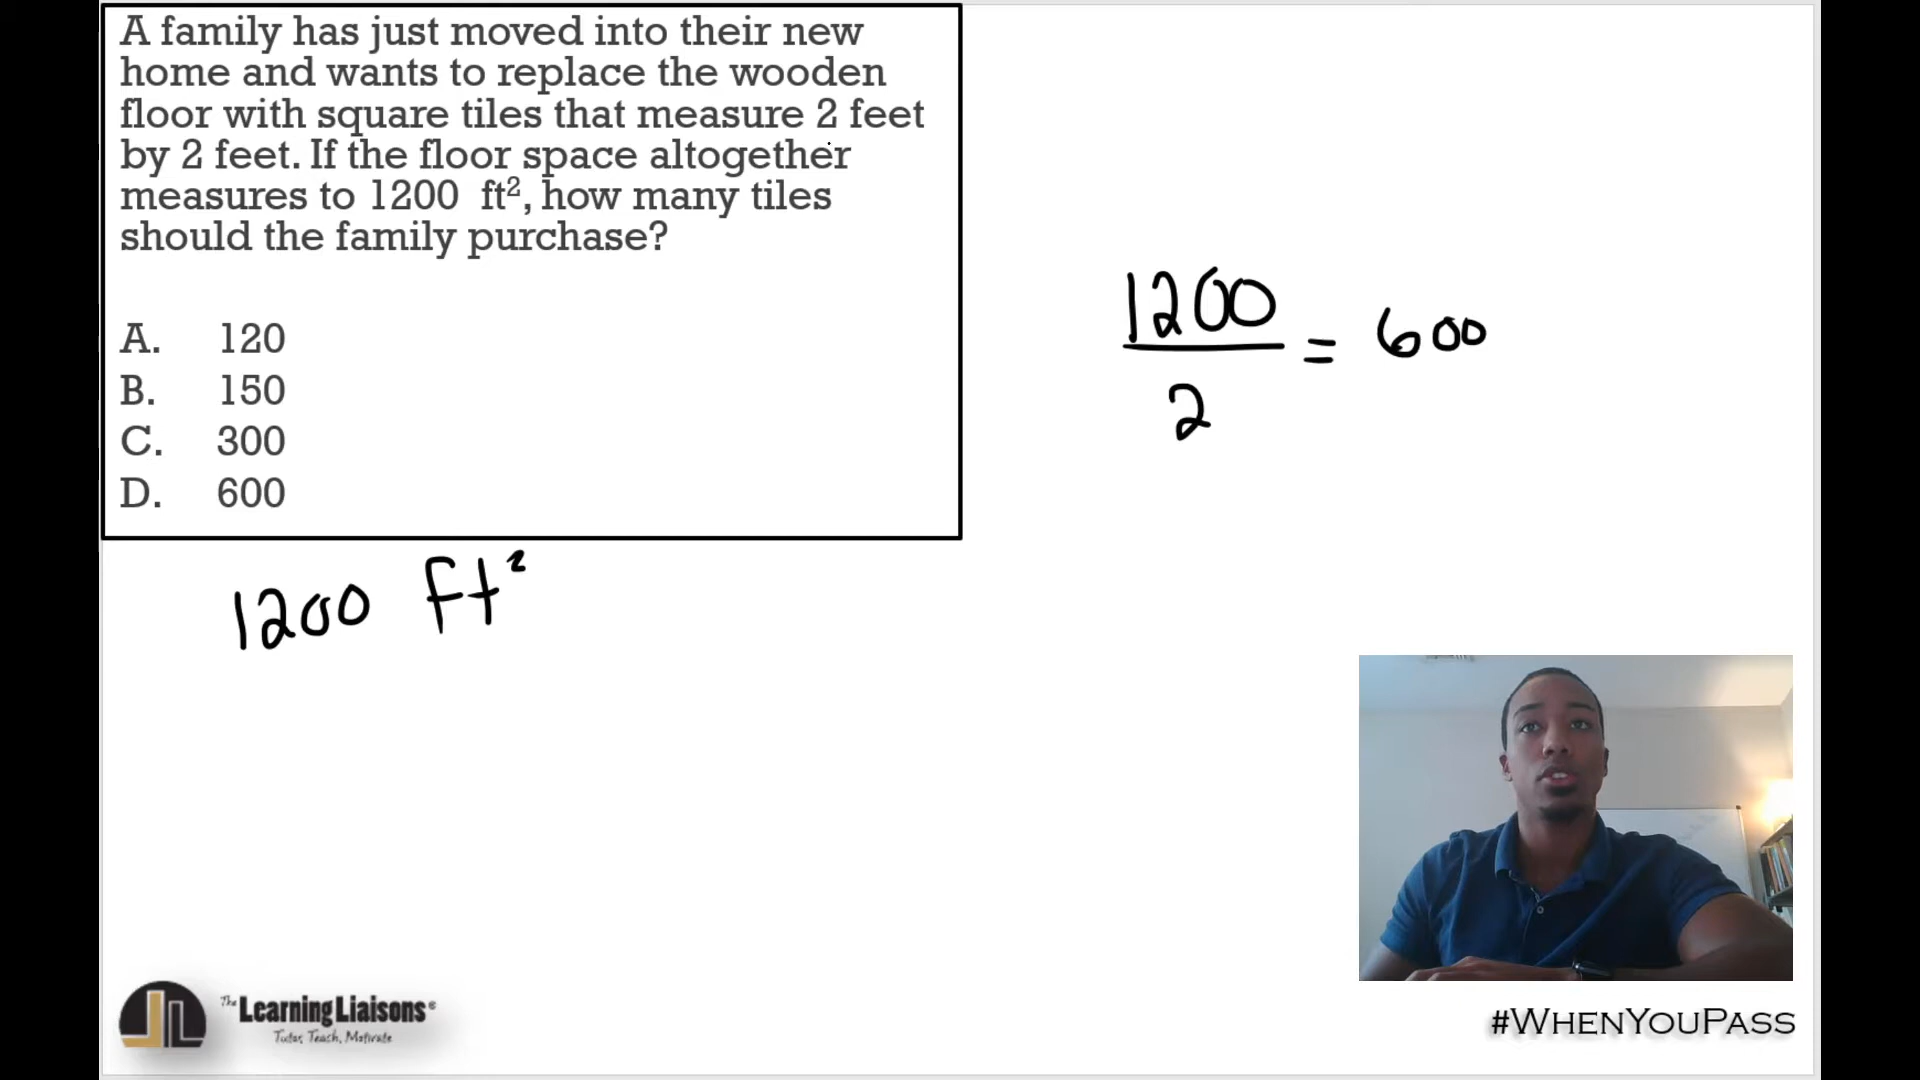 A family has just moved into their new
home and wants to replace the wooden
floor with square tiles that measure 2 feet
by 2 feet. If the floor space altogether
measures to 1200 ft², how many tiles
should the family purchase?
A. 120
B. 150
C. 300
D. 600
1200
2
= 600
1200 ft²
The Learning Liaisons®
Tutor, Teach, Motivate
#WHENYOUPASS